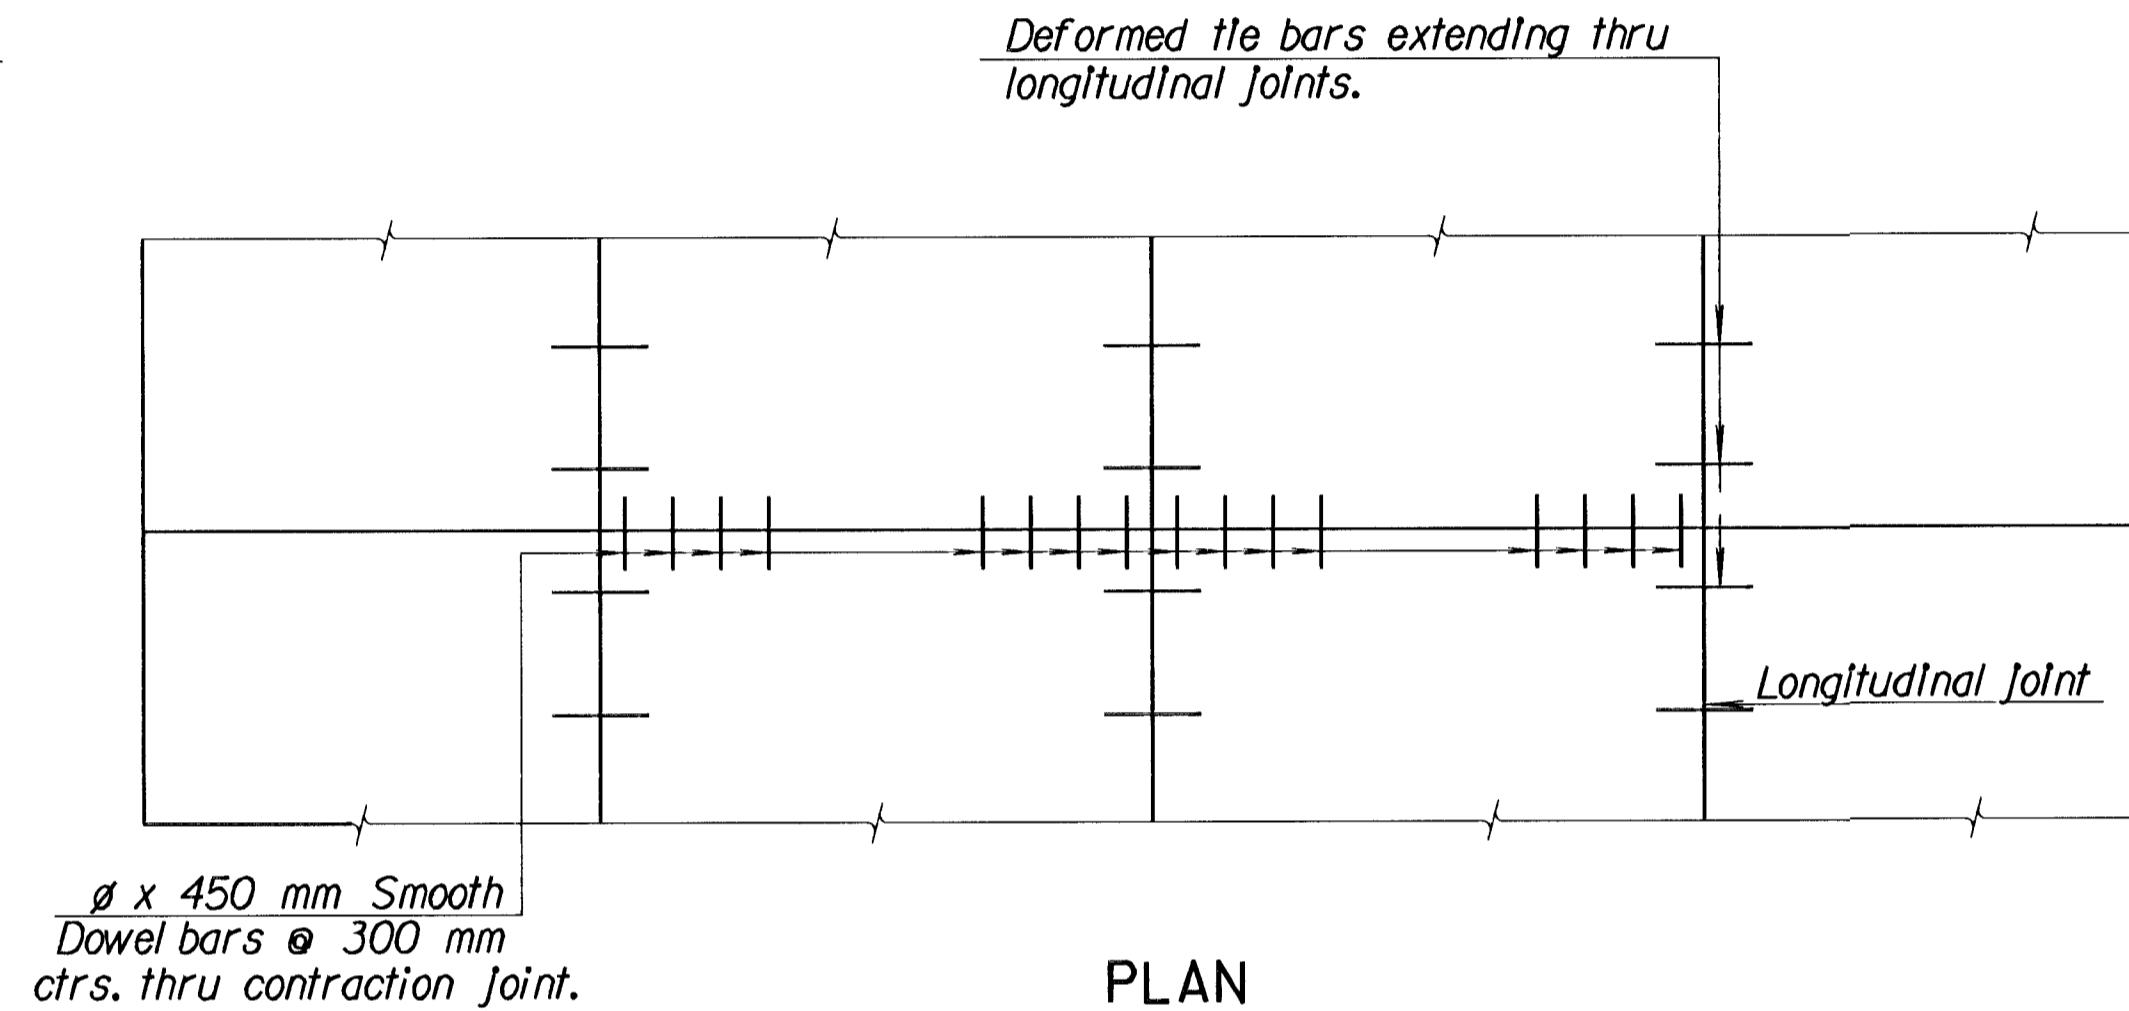 Deformed tie bars extending thru
longitudinal joints.
Longitudinal joint
ø x 450 mm Smooth
Dowel bars @ 300 mm
ctrs. thru contraction joint.
PLAN